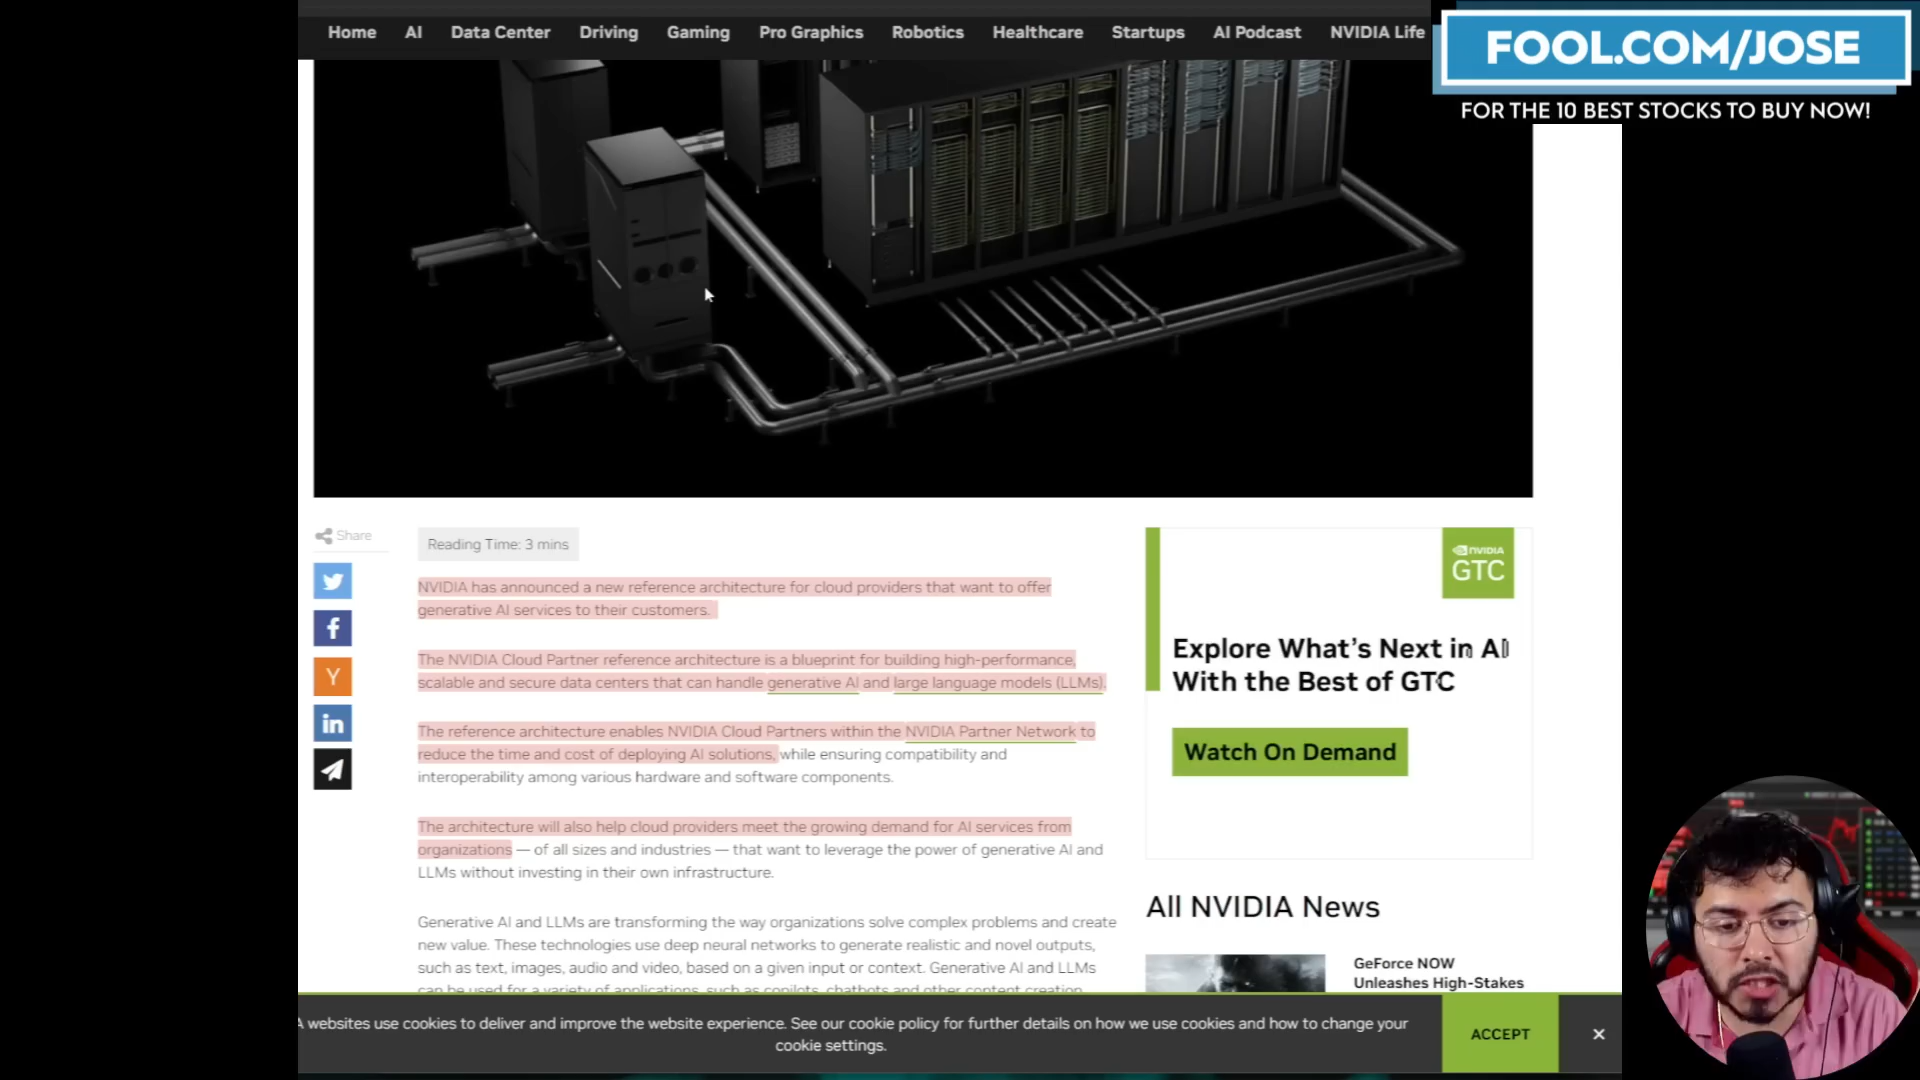 Home AI Data Center Driving Gaming Pro Graphics Robotics Healthcare Startups AI Podcast NVIDIA Life
FOOL.COM/JOSE
FOR THE 10 BEST STOCKS TO BUY NOW!
Share
Reading Time: 3 mins
NVIDIA has announced a new reference architecture for cloud providers that want to offer
generative AI services to their customers.
The NVIDIA Cloud Partner reference architecture is a blueprint for building high-performance,
scalable and secure data centers that can handle generative AI and large language models (LLMs).
The reference architecture enables NVIDIA Cloud Partners within the NVIDIA Partner Network to
reduce the time and cost of deploying AI solutions, while ensuring compatibility and
interoperability among various hardware and software components.
The architecture will also help cloud providers meet the growing demand for AI services from
organizations — of all sizes and industries — that want to leverage the power of generative AI and
LLMs without investing in their own infrastructure.
Generative AI and LLMs are transforming the way organizations solve complex problems and create
new value. These technologies use deep neural networks to generate realistic and novel outputs,
such as text, images, audio and video, based on a given input or context. Generative AI and LLMs
can be used for a variety of applications, such as copilots, chatbots and other content creation
NVIDIA
GTC
Explore What's Next in AI
With the Best of GTC
Watch On Demand
All NVIDIA News
GeForce NOW
Unleashes High-Stakes
A websites use cookies to deliver and improve the website experience. See our cookie policy for further details on how we use cookies and how to change your
cookie settings.
ACCEPT